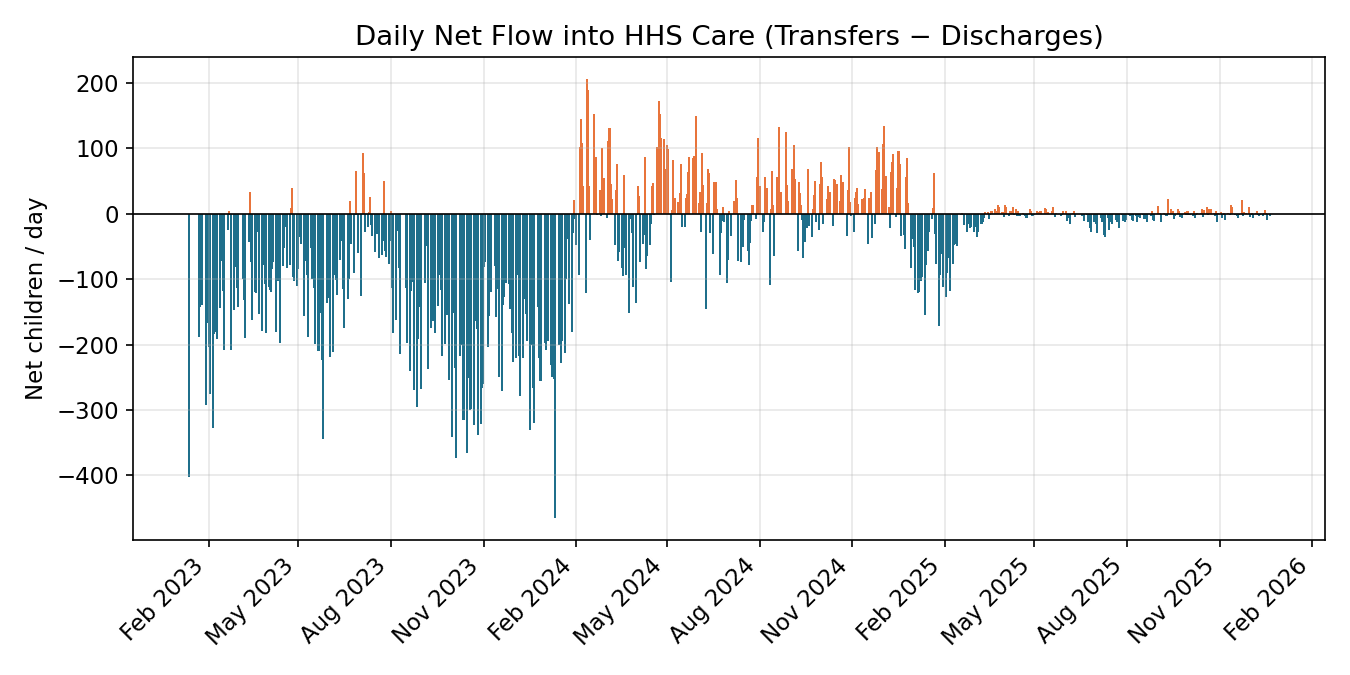 Daily Net Flow into HHS Care (Transfers − Discharges)
Net children / day
200
100
0
−100
−200
−300
−400
Feb 2023
May 2023
Aug 2023
Nov 2023
Feb 2024
May 2024
Aug 2024
Nov 2024
Feb 2025
May 2025
Aug 2025
Nov 2025
Feb 2026